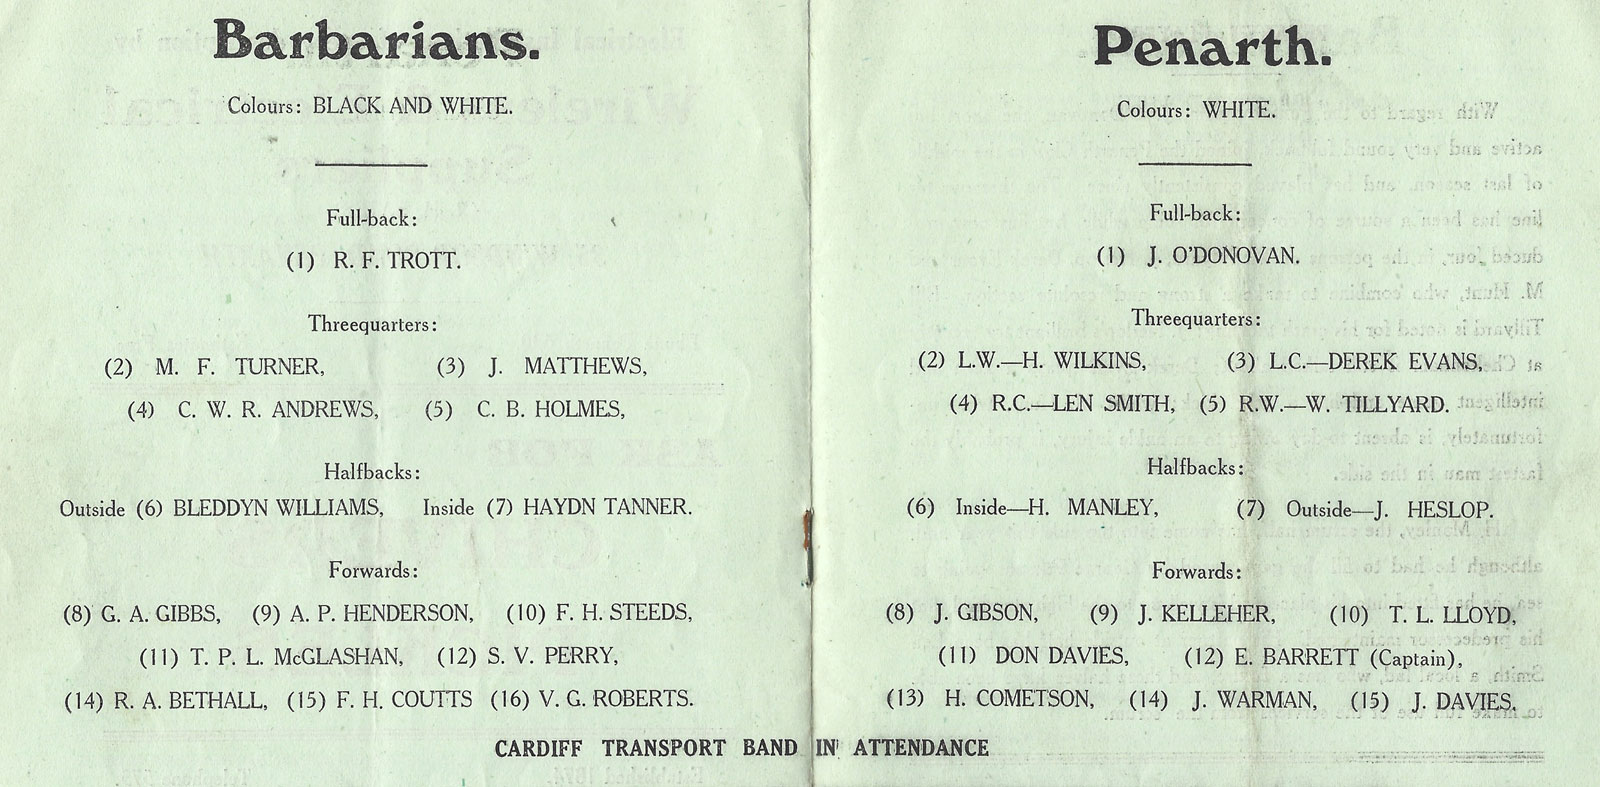 Barbarians.
Colours: BLACK AND WHITE.
Full-back:
(1) R. F. TROTT.
Threequarters:
(2) M. F. TURNER, (3) J. MATTHEWS,
(4) C. W. R. ANDREWS, (5) C. B. HOLMES,
Halfbacks:
Outside (6) BLEDDYN WILLIAMS, Inside (7) HAYDN TANNER.
Forwards:
(8) G. A. GIBBS, (9) A. P. HENDERSON, (10) F. H. STEEDS,
(11) T. P. L. McGLASHAN, (12) S. V. PERRY,
(14) R. A. BETHALL, (15) F. H. COUTTS (16) V. G. ROBERTS.
Penarth.
Colours: WHITE.
Full-back:
(1) J. O'DONOVAN.
Threequarters:
(2) L.W.—H. WILKINS, (3) L.C.—DEREK EVANS,
(4) R.C.—LEN SMITH, (5) R.W.—W. TILLYARD.
Halfbacks:
(6) Inside—H. MANLEY, (7) Outside—J. HESLOP.
Forwards:
(8) J. GIBSON, (9) J. KELLEHER, (10) T. L. LLOYD,
(11) DON DAVIES, (12) E. BARRETT (Captain),
(13) H. COMETSON, (14) J. WARMAN, (15) J. DAVIES.
CARDIFF TRANSPORT BAND IN ATTENDANCE